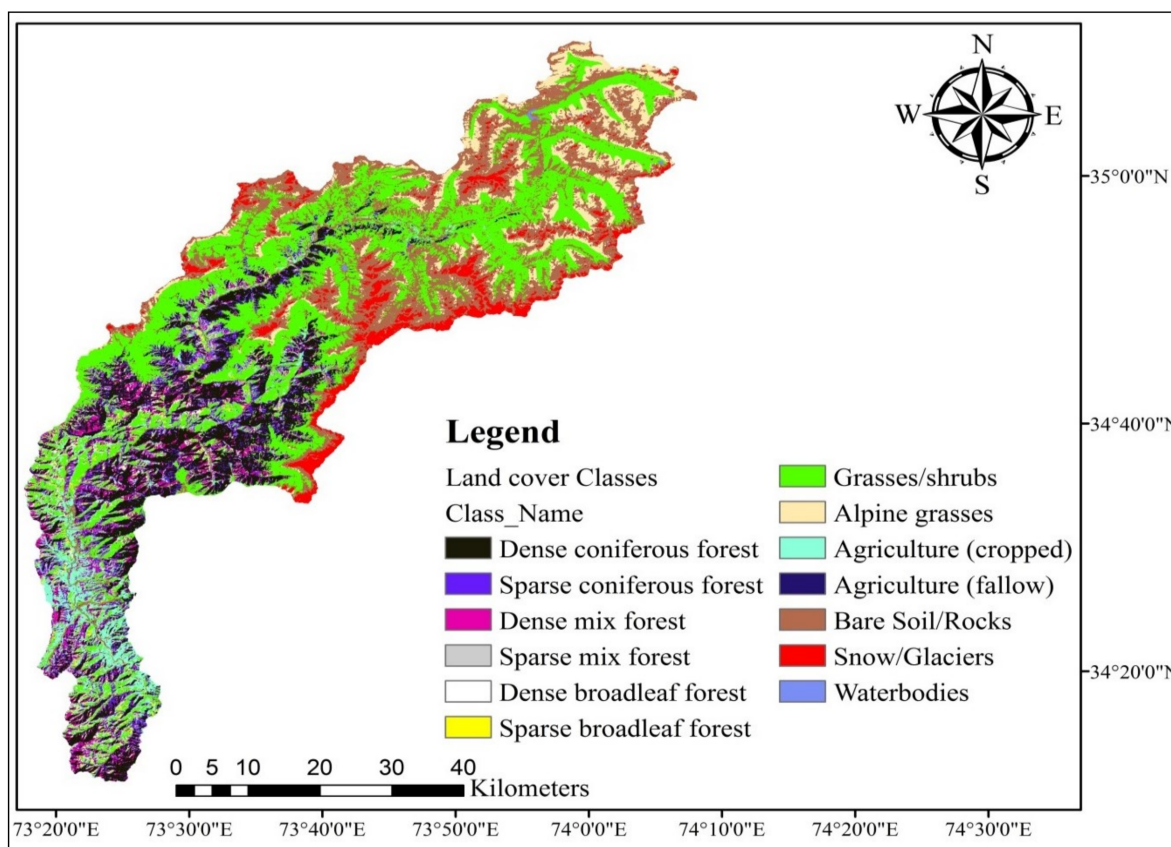 N
W E
S
35°0'0"N
34°40'0"N
34°20'0"N
Legend
Land cover Classes
Class_Name
Dense coniferous forest
Sparse coniferous forest
Dense mix forest
Sparse mix forest
Dense broadleaf forest
Sparse broadleaf forest
Grasses/shrubs
Alpine grasses
Agriculture (cropped)
Agriculture (fallow)
Bare Soil/Rocks
Snow/Glaciers
Waterbodies
0 5 10 20 30 40
Kilometers
73°20'0"E 73°30'0"E 73°40'0"E 73°50'0"E 74°0'0"E 74°10'0"E 74°20'0"E 74°30'0"E